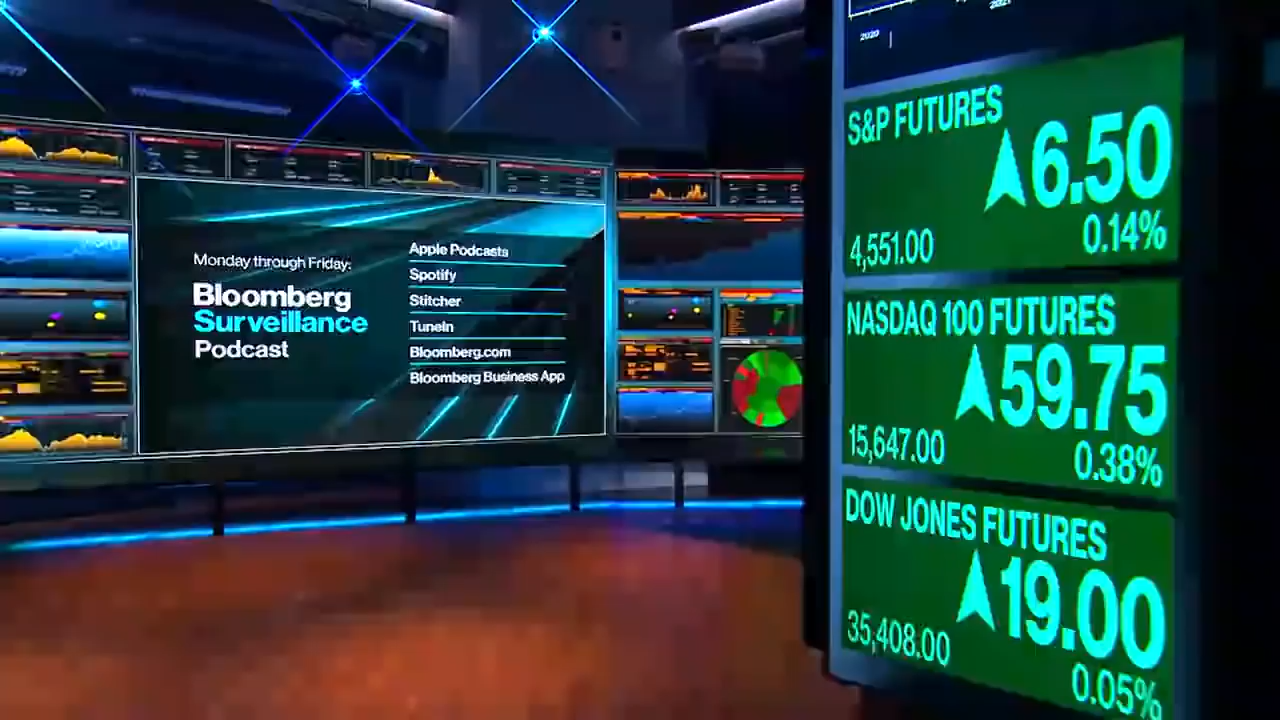 Monday through Friday:
Bloomberg
Surveillance
Podcast
Apple Podcasts
Spotify
Stitcher
TuneIn
Bloomberg.com
Bloomberg Business App
2020
2021
S&P FUTURES
▲6.50
4,551.00
0.14%
NASDAQ 100 FUTURES
▲59.75
15,647.00
0.38%
DOW JONES FUTURES
▲19.00
35,408.00
0.05%